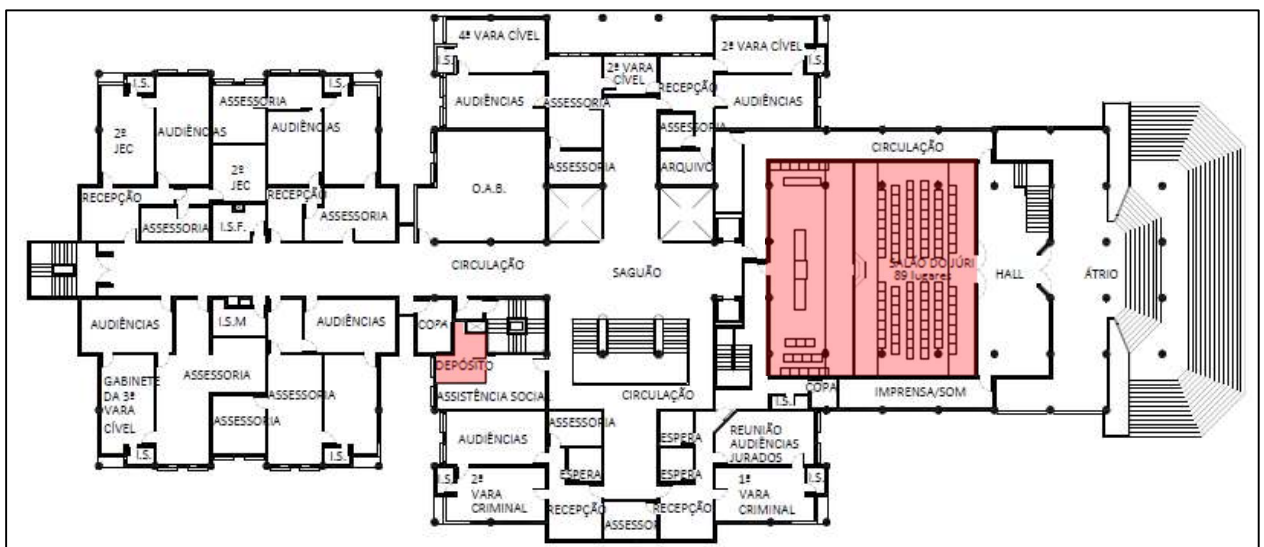 4ª VARA CÍVEL
2ª VARA CÍVEL
I.S.
2ª VARA
CÍVEL
I.S.
I.S.
I.S.
RECEPÇÃO
ASSESSORIA
AUDIÊNCIAS
ASSESSORIA
AUDIÊNCIAS
2ª
JEC
AUDIÊNCIAS
AUDIÊNCIAS
ASSESSORIA
CIRCULAÇÃO
2ª
JEC
ASSESSORIA
ARQUIVO
RECEPÇÃO
RECEPÇÃO
O.A.B.
ASSESSORIA
I.S.F.
ASSESSORIA
CIRCULAÇÃO
SAGUÃO
SALÃO DO JÚRI
89 lugares
HALL
ÁTRIO
AUDIÊNCIAS
I.S.M
AUDIÊNCIAS
COPA
DEPÓSITO
ASSESSORIA
GABINETE
DA 3ª
VARA
CÍVEL
ASSESSORIA
ASSISTÊNCIA SOCIAL
CIRCULAÇÃO
COPA
IMPRENSA/SOM
I.S.
ASSESSORIA
ASSESSORIA
ESPERA
REUNIÃO
AUDIÊNCIAS
JURADOS
AUDIÊNCIAS
I.S.
I.S.
ESPERA
ESPERA
I.S.
2ª
VARA
CRIMINAL
1ª
VARA
CRIMINAL
I.S.
RECEPÇÃO
ASSESSOR
RECEPÇÃO